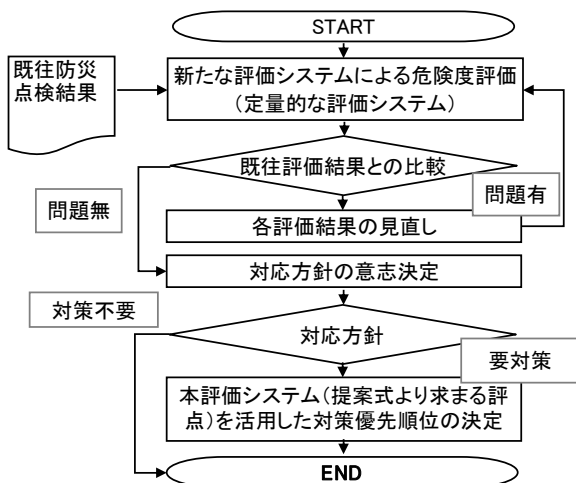 START
既往防災
点検結果
新たな評価システムによる危険度評価
（定量的な評価システム）
既往評価結果との比較
問題無
問題有
各評価結果の見直し
対応方針の意志決定
対策不要
対応方針
要対策
本評価システム（提案式より求まる評
点）を活用した対策優先順位の決定
END